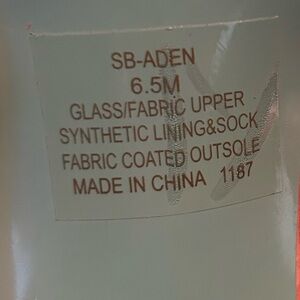 SB-ADEN
6.5M
GLASS/FABRIC UPPER
SYNTHETIC LINING&SOCK
FABRIC COATED OUTSOLE
MADE IN CHINA 1187